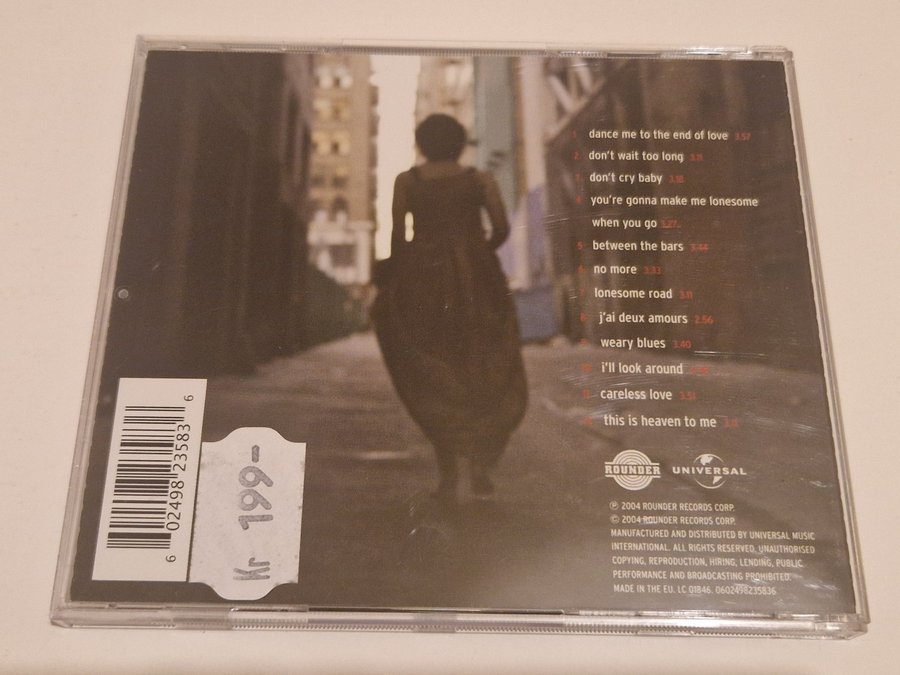 1 dance me to the end of love 3.57
2 don't wait too long 3.11
3 don't cry baby 3.18
4 you're gonna make me lonesome
when you go 3.27
5 between the bars 3.44
6 no more 3.33
7 lonesome road 3.11
8 j'ai deux amours 2.56
9 weary blues 3.40
10 i'll look around
11 careless love 3.51
12 this is heaven to me
ROUNDER UNIVERSAL
℗ 2004 ROUNDER RECORDS CORP.
© 2004 ROUNDER RECORDS CORP.
MANUFACTURED AND DISTRIBUTED BY UNIVERSAL MUSIC
INTERNATIONAL. ALL RIGHTS RESERVED. UNAUTHORISED
COPYING, REPRODUCTION, HIRING, LENDING, PUBLIC
PERFORMANCE AND BROADCASTING PROHIBITED.
MADE IN THE EU. LC 01846. 0602498235836
6 02498 23583 6
Kr 199-